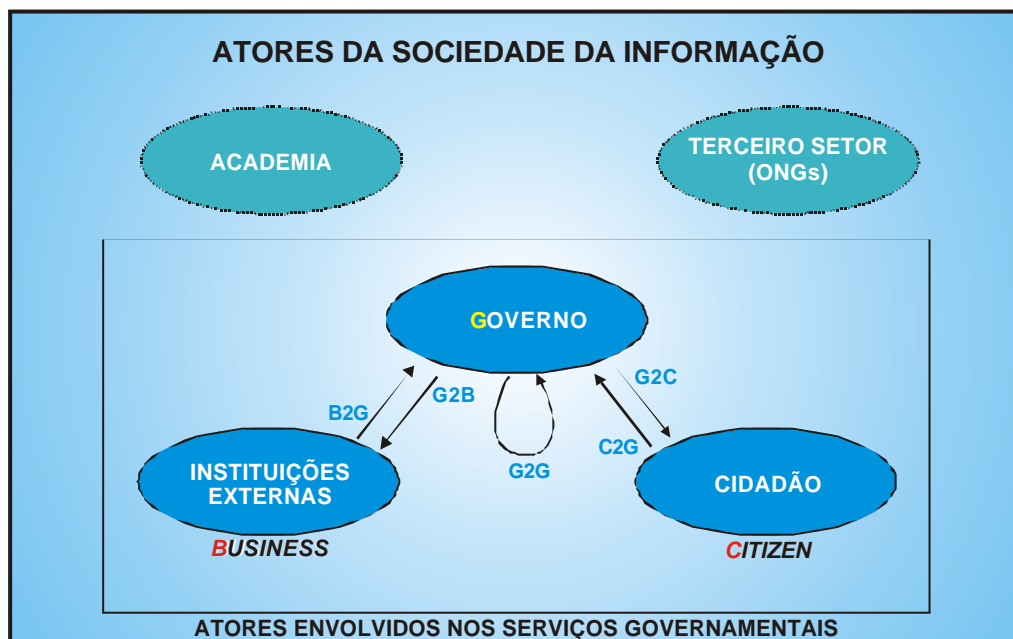 ATORES DA SOCIEDADE DA INFORMAÇÃO
ACADEMIA
TERCEIRO SETOR
(ONGs)
GOVERNO
B2G
G2B
G2G
C2G
G2C
INSTITUIÇÕES
EXTERNAS
BUSINESS
CIDADÃO
CITIZEN
ATORES ENVOLVIDOS NOS SERVIÇOS GOVERNAMENTAIS